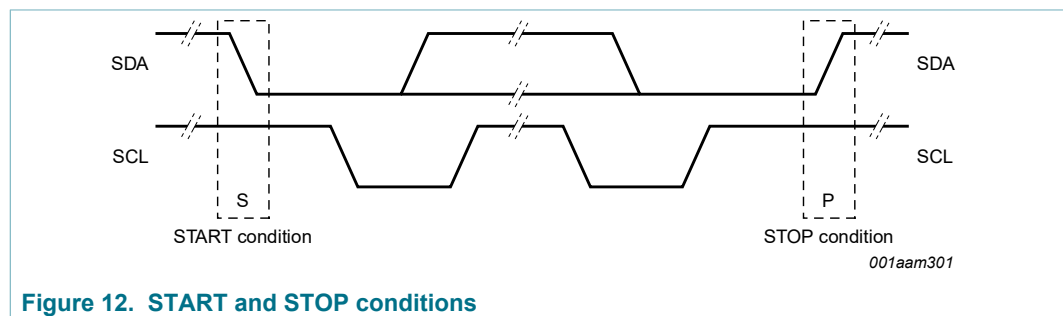 SDA SDA
SCL SCL
S P
START condition STOP condition
001aam301
Figure 12. START and STOP conditions